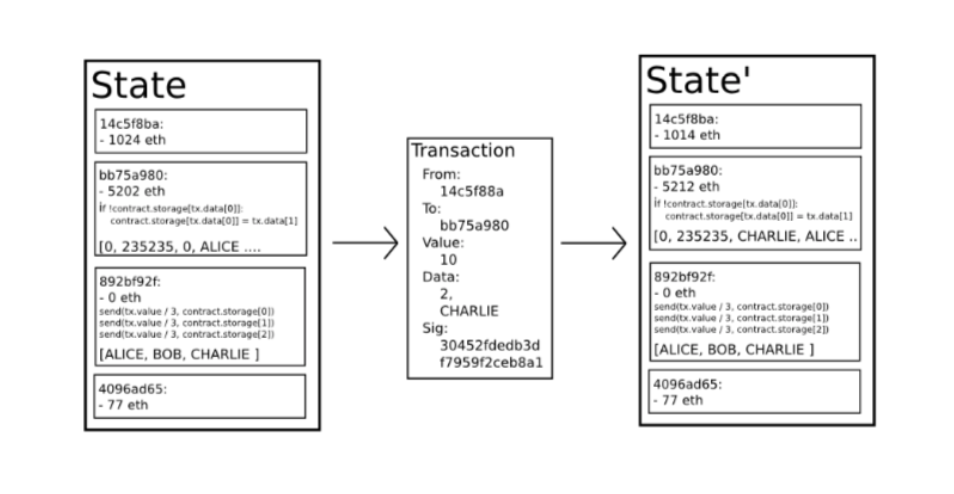 State
14c5f8ba:
- 1024 eth
bb75a980:
- 5202 eth
if !contract.storage[tx.data[0]]:
contract.storage[tx.data[0]] = tx.data[1]
[0, 235235, 0, ALICE ....
892bf92f:
- 0 eth
send(tx.value / 3, contract.storage[0])
send(tx.value / 3, contract.storage[1])
send(tx.value / 3, contract.storage[2])
[ALICE, BOB, CHARLIE ]
4096ad65:
- 77 eth
Transaction
From:
14c5f88a
To:
bb75a980
Value:
10
Data:
2,
CHARLIE
Sig:
30452fdedb3d
f7959f2ceb8a1
State'
14c5f8ba:
- 1014 eth
bb75a980:
- 5212 eth
if !contract.storage[tx.data[0]]:
contract.storage[tx.data[0]] = tx.data[1]
[0, 235235, CHARLIE, ALICE ..
892bf92f:
- 0 eth
send(tx.value / 3, contract.storage[0])
send(tx.value / 3, contract.storage[1])
send(tx.value / 3, contract.storage[2])
[ALICE, BOB, CHARLIE ]
4096ad65:
- 77 eth